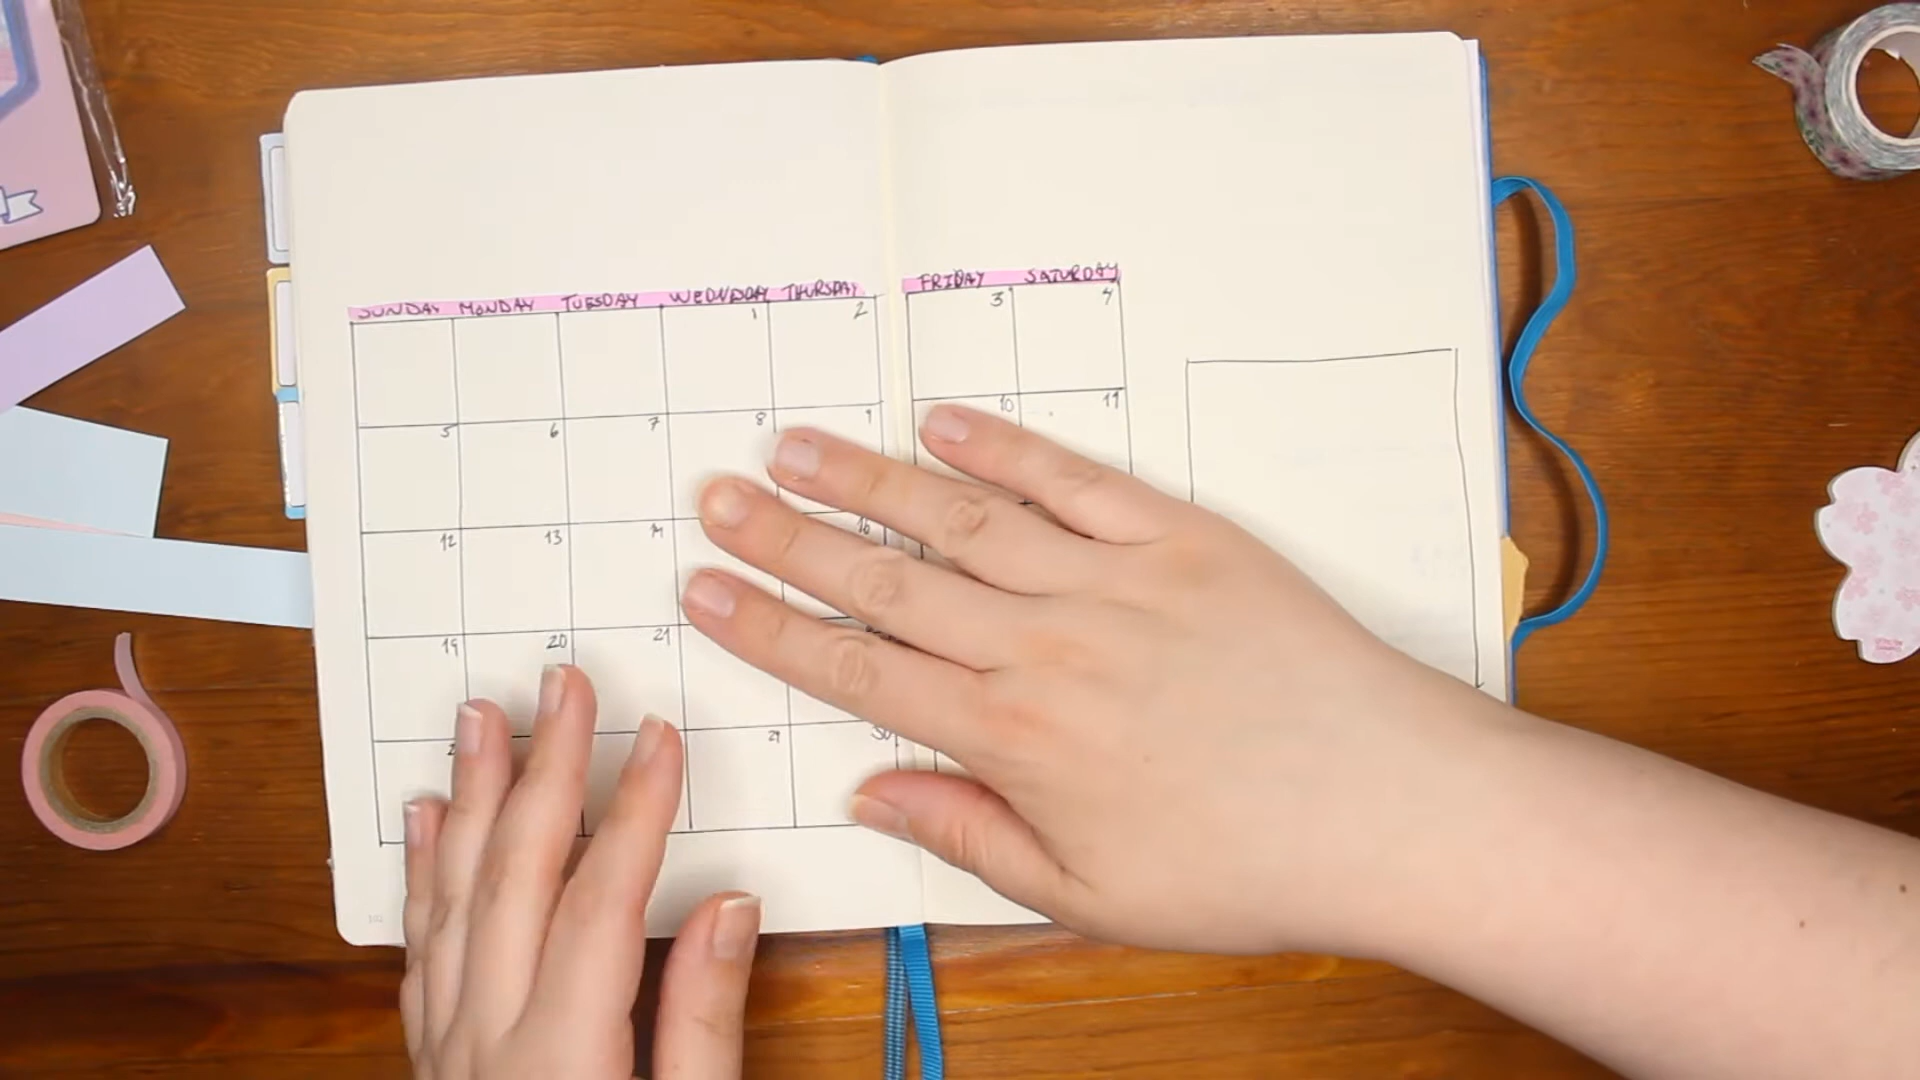 SUNDAY MONDAY TUESDAY WEDNESDAY THURSDAY FRIDAY SATURDAY
1 2 3 4
5 6 7 8 9 10 11
12 13 14 16
19 20 21
29 30